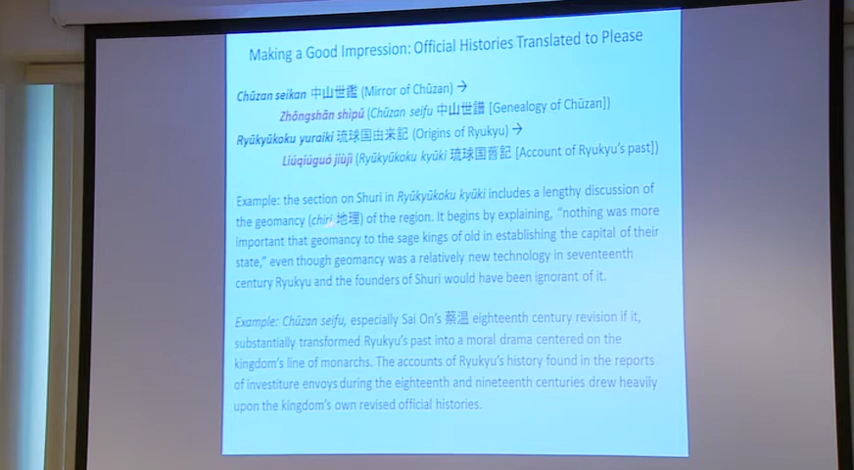 Making a Good Impression: Official Histories Translated to Please
Chūzan seikan 中山世鑑 (Mirror of Chūzan) →
Zhōngshān shìpǔ (Chūzan seifu 中山世譜 [Genealogy of Chūzan])
Ryūkyūkoku yuraiki 琉球国由来記 (Origins of Ryukyu) →
Liúqiúguó jiùjì (Ryūkyūkoku kyūki 琉球国舊記 [Account of Ryukyu's past])
Example: the section on Shuri in Ryūkyūkoku kyūki includes a lengthy discussion of
the geomancy (chiri 地理) of the region. It begins by explaining, "nothing was more
important that geomancy to the sage kings of old in establishing the capital of their
state," even though geomancy was a relatively new technology in seventeenth
century Ryukyu and the founders of Shuri would have been ignorant of it.
Example: Chūzan seifu, especially Sai On's 蔡温 eighteenth century revision if it,
substantially transformed Ryukyu's past into a moral drama centered on the
kingdom's line of monarchs. The accounts of Ryukyu's history found in the reports
of investiture envoys during the eighteenth and nineteenth centuries drew heavily
upon the kingdom's own revised official histories.